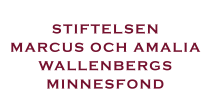 STIFTELSEN
MARCUS OCH AMALIA
WALLENBERGS
MINNESFOND